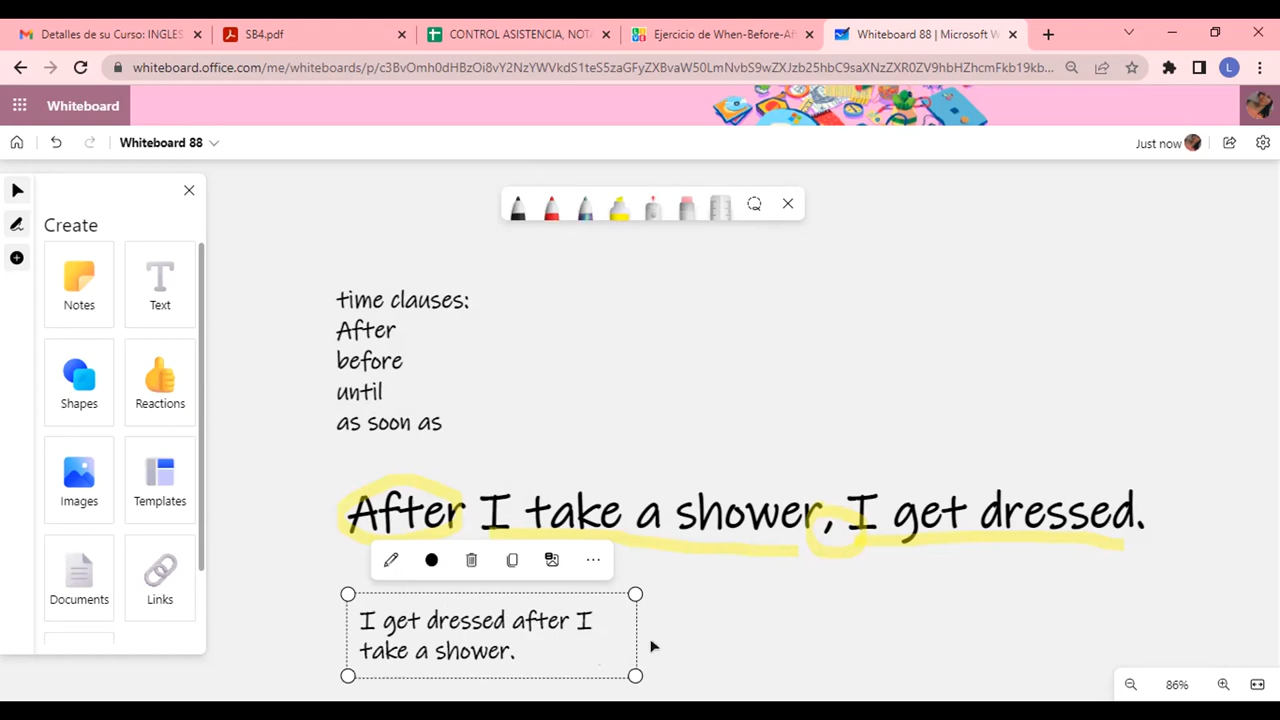 Detalles de su Curso: INGLES
SB4.pdf
CONTROL ASISTENCIA, NOTA
Ejercicio de When-Before-Af
Whiteboard 88 | Microsoft W
Whiteboard
Whiteboard 88
Just now
Create
Notes
Text
Shapes
Reactions
Images
Templates
Documents
Links
time clauses:
After
before
until
as soon as
After I take a shower, I get dressed.
I get dressed after I
take a shower.
86%
L